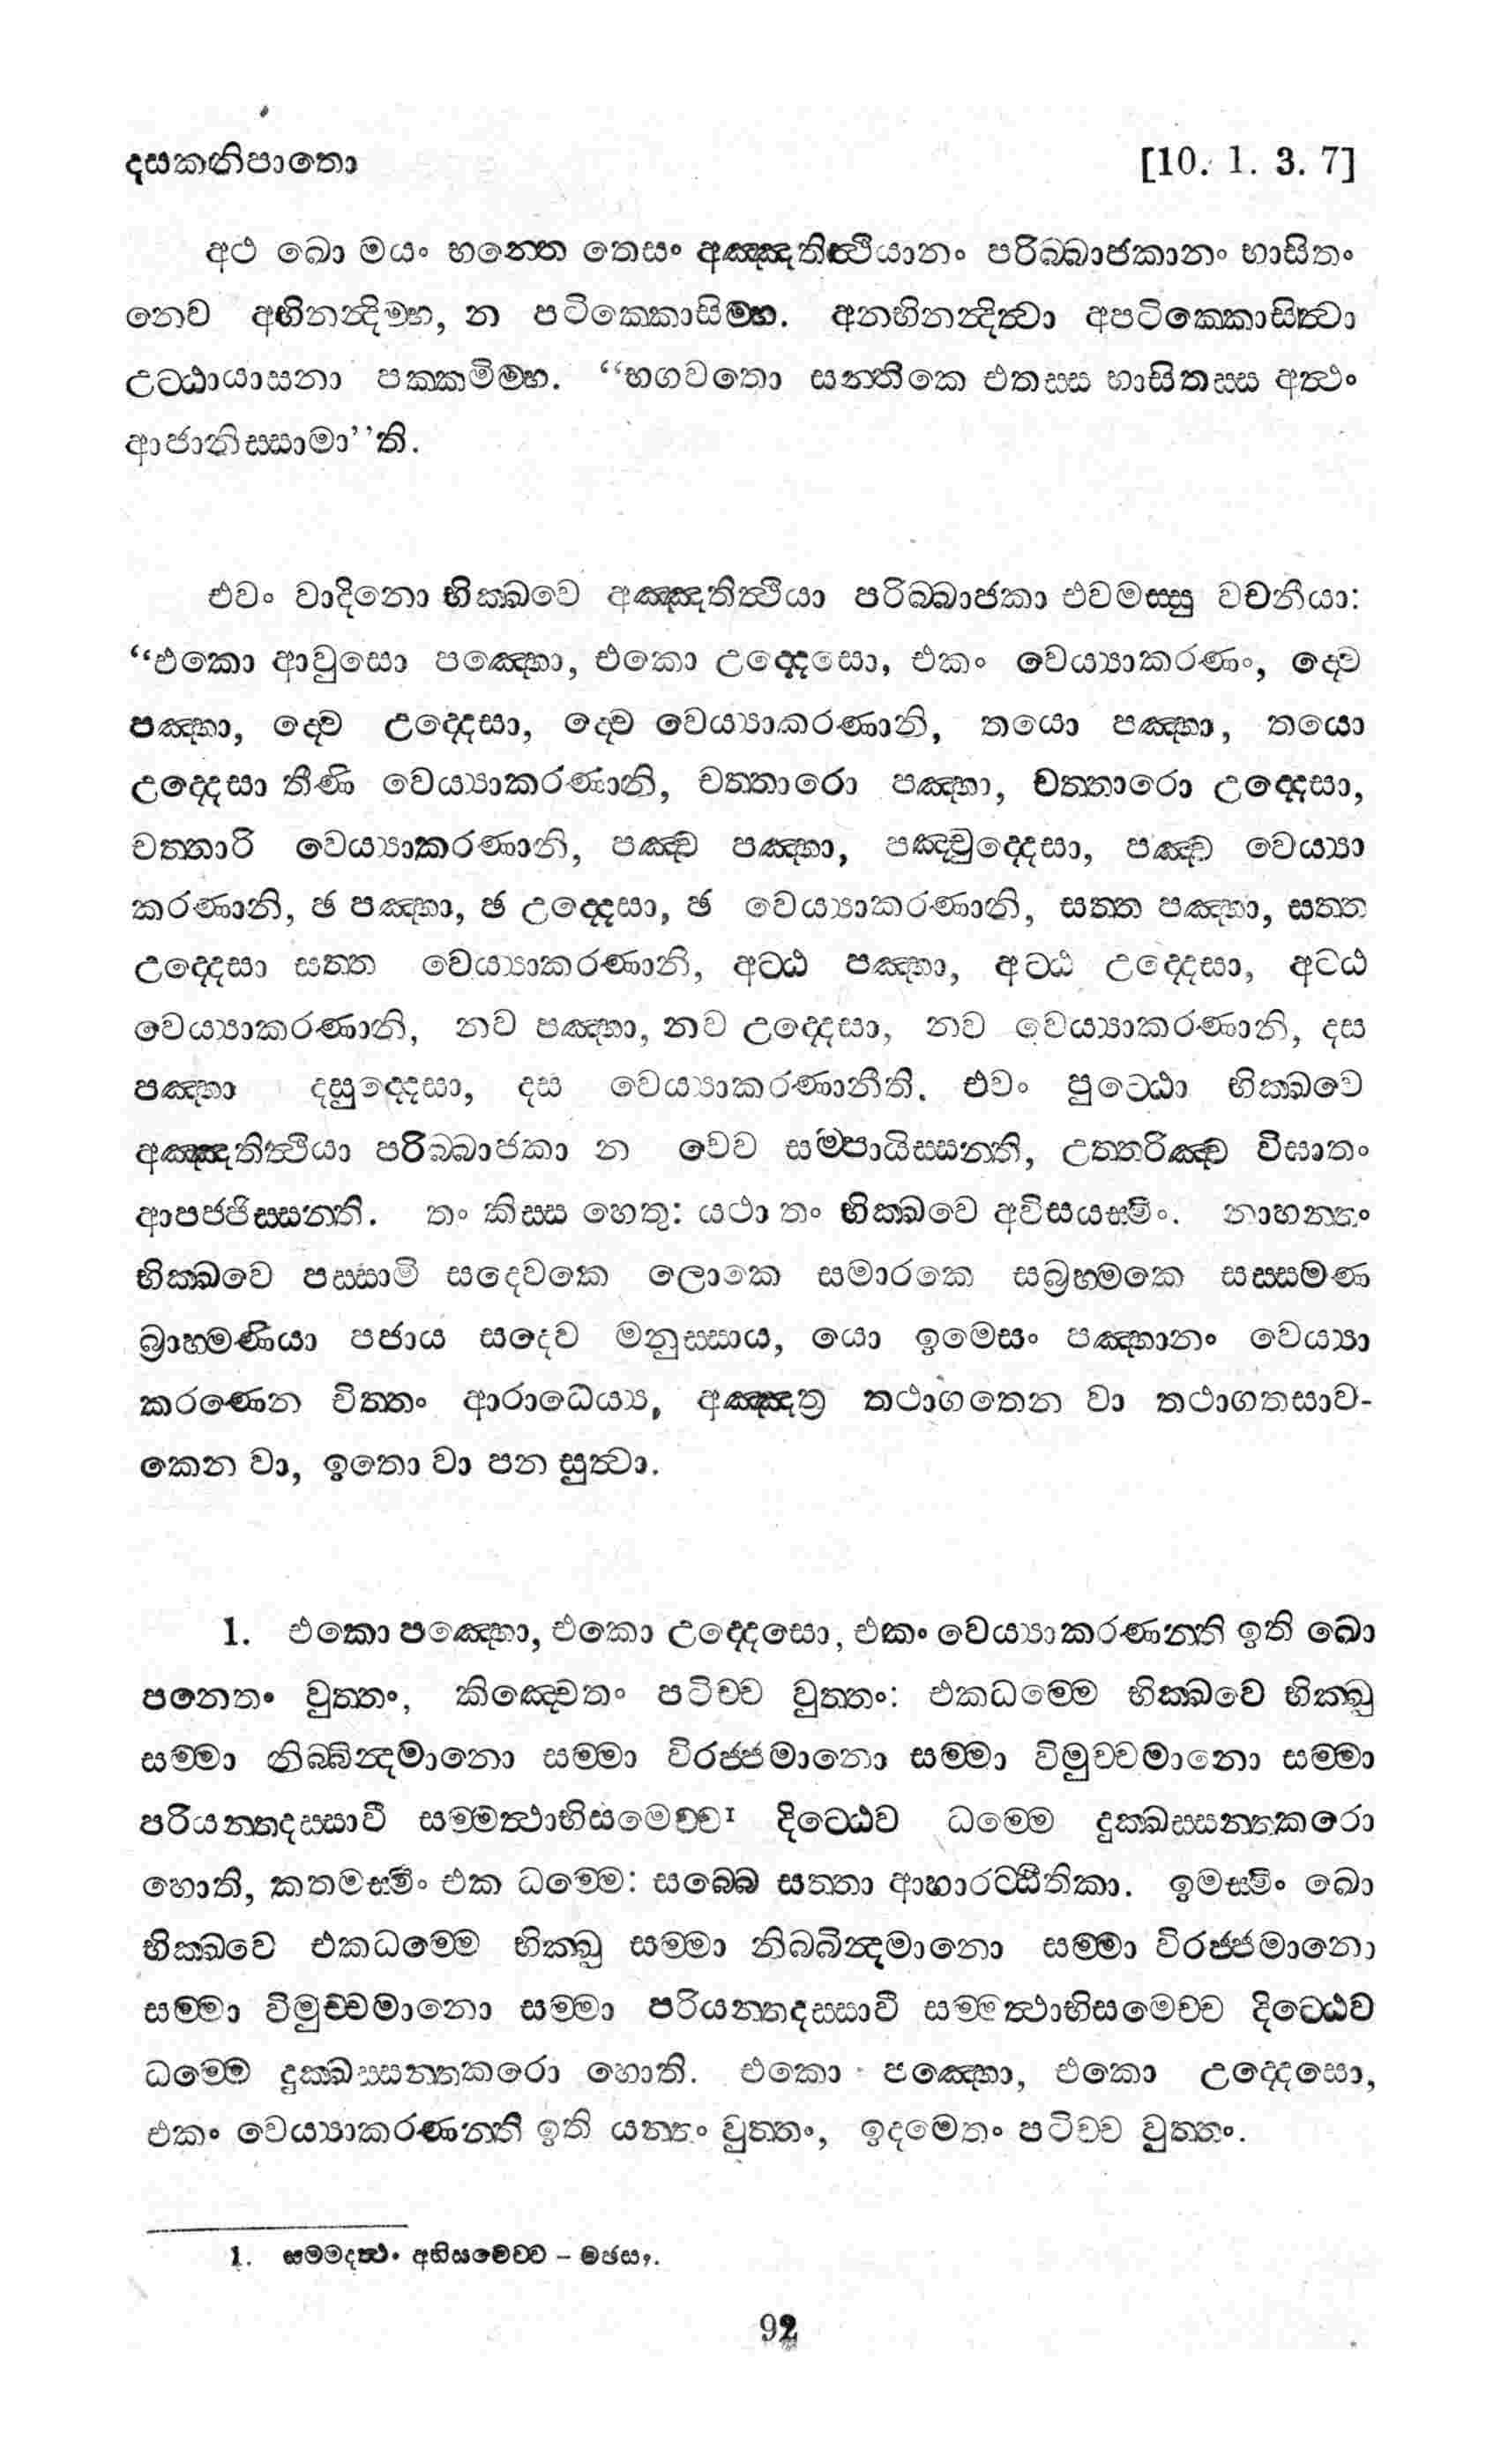 දසකනිපාතො [10. 1. 3. 7]
අථ ඛො මයං භන්තෙ තෙසං අඤ්ඤතිත්ථියානං පරිබ්බාජකානං භාසිතං
නෙව අභිනන්දිම්හ, න පටික්කොසිම්හ. අනභිනන්දිත්වා අපටික්කොසිත්වා
උට්ඨායාසනා පක්කමිම්හ. “භගවතො සන්තිකෙ එතස්ස භාසිතස්ස අත්ථං
ආජානිස්සාමා’’ති.
එවං වාදිනො භික්ඛවෙ අඤ්ඤතිත්ථියා පරිබ්බාජකා එවමස්සු වචනීයා:
“එකො ආවුසො පඤ්හො, එකො උද්දෙසො, එකං වෙය්‍යාකරණං, ද්වෙ
පඤ්හා, ද්වෙ උද්දෙසා, ද්වෙ වෙය්‍යාකරණානි, තයො පඤ්හා, තයො
උද්දෙසා තීණි වෙය්‍යාකරණානි, චත්තාරො පඤ්හා, චත්තාරො උද්දෙසා,
චත්තාරි වෙය්‍යාකරණානි, පඤ්ච පඤ්හා, පඤ්චුද්දෙසා, පඤ්ච වෙය්‍යා
කරණානි, ඡ පඤ්හා, ඡ උද්දෙසා, ඡ වෙය්‍යාකරණානි, සත්ත පඤ්හා, සත්ත
උද්දෙසා සත්ත වෙය්‍යාකරණානි, අට්ඨ පඤ්හා, අට්ඨ උද්දෙසා, අට්ඨ
වෙය්‍යාකරණානි, නව පඤ්හා, නව උද්දෙසා, නව වෙය්‍යාකරණානි, දස
පඤ්හා දසුද්දෙසා, දස වෙය්‍යාකරණානීති. එවං පුට්ඨො භික්ඛවෙ
අඤ්ඤතිත්ථියා පරිබ්බාජකා න චෙව සම්පායිස්සන්ති, උත්තරිඤ්ච විඝාතං
ආපජ්ජිස්සන්ති. තං කිස්ස හෙතු: යථා තං භික්ඛවෙ අවිසයස්මිං. නාහන්තං
භික්ඛවෙ පස්සාමි සදෙවකෙ ලොකෙ සමාරකෙ සබ්‍රහ්මකෙ සස්සමණ
බ්‍රාහ්මණියා පජාය සදෙව මනුස්සාය, යො ඉමෙසං පඤ්හානං වෙය්‍යා
කරණෙන චිත්තං ආරාධෙය්‍ය, අඤ්ඤත්‍ර තථාගතෙන වා තථාගතසාව-
කෙන වා, ඉතො වා පන සුත්වා.
1. එකො පඤ්හො, එකො උද්දෙසො, එකං වෙය්‍යාකරණන්ති ඉති ඛො
පනෙතං වුත්තං, කිඤ්චෙතං පටිච්ච වුත්තං: එකධම්මෙ භික්ඛවෙ භික්ඛු
සම්මා නිබ්බින්දමානො සම්මා විරජ්ජමානො සම්මා විමුච්චමානො සම්මා
පරියන්තදස්සාවී සම්මත්ථාභිසමෙච්ච¹ දිට්ඨෙව ධම්මෙ දුක්ඛස්සන්තකරො
හොති, කතමස්මිං එක ධම්මෙ: සබ්බෙ සත්තා ආහාරට්ඨිතිකා. ඉමස්මිං ඛො
භික්ඛවෙ එකධම්මෙ භික්ඛු සම්මා නිබ්බින්දමානො සම්මා විරජ්ජමානො
සම්මා විමුච්චමානො සම්මා පරියන්තදස්සාවී සම්මත්ථාභිසමෙච්ච දිට්ඨෙව
ධම්මෙ දුක්ඛස්සන්තකරො හොති. එකො පඤ්හො, එකො උද්දෙසො,
එකං වෙය්‍යාකරණන්ති ඉති යන්තං වුත්තං, ඉදමෙතං පටිච්ච වුත්තං.
1. සම්මදත්ථං අභිසමෙච්ච – මඡසං.
92